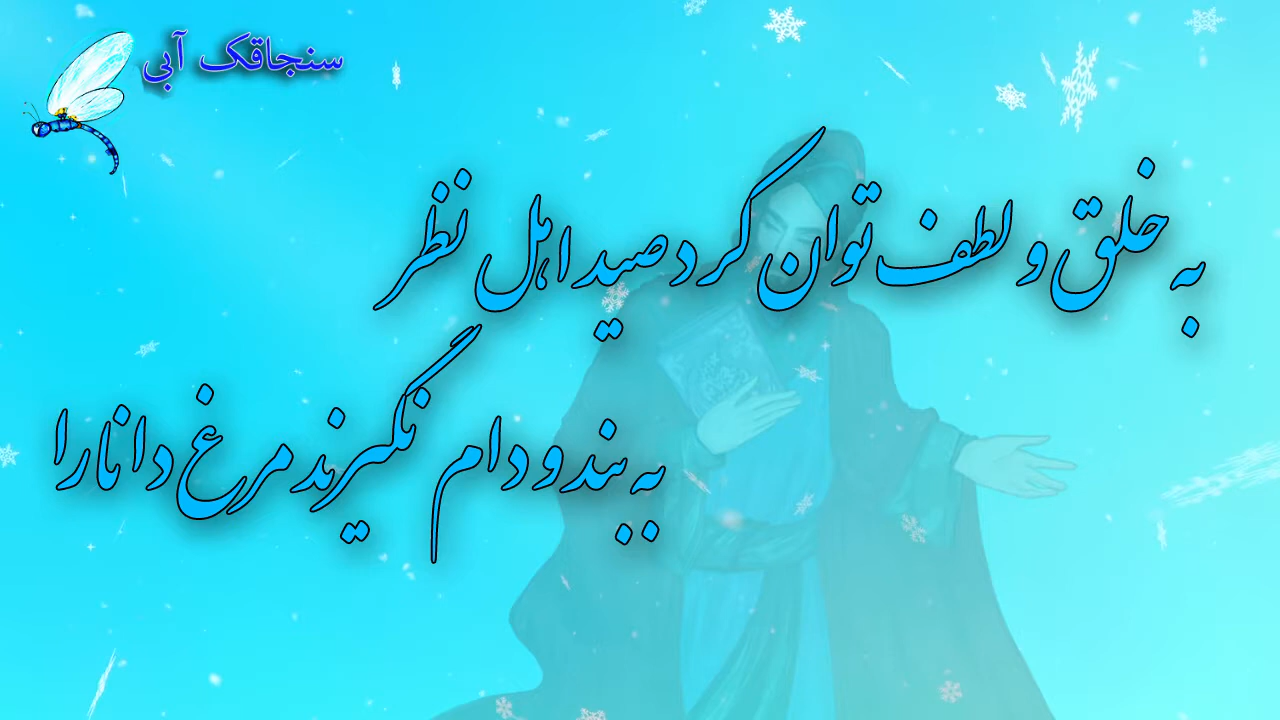 سنجاقک آبی
به خلق و لطف توان کرد صید اهل نظر
به بند و دام نگیرند مرغ دانا را